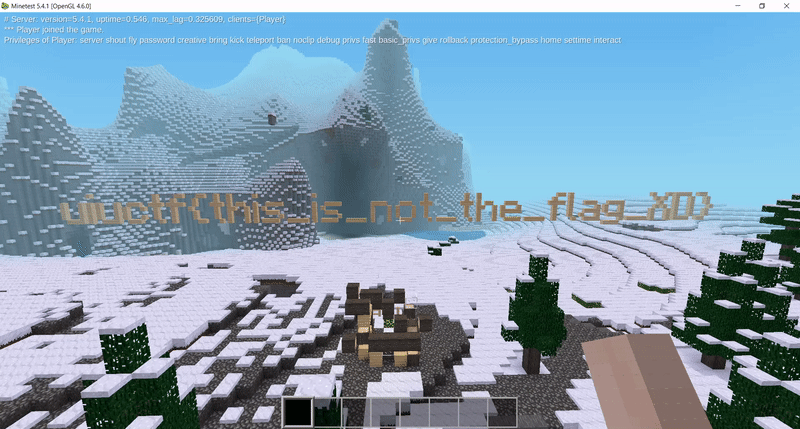 Minetest 5.4.1 [OpenGL 4.6.0]
# Server: version=5.4.1, uptime=0.546, max_lag=0.325609, clients={Player}
*** Player joined the game.
Privileges of Player: server shout fly password creative bring kick teleport ban noclip debug privs fast basic_privs give rollback protection_bypass home settime interact
uiuctf{this_is_not_the_flag_XD}